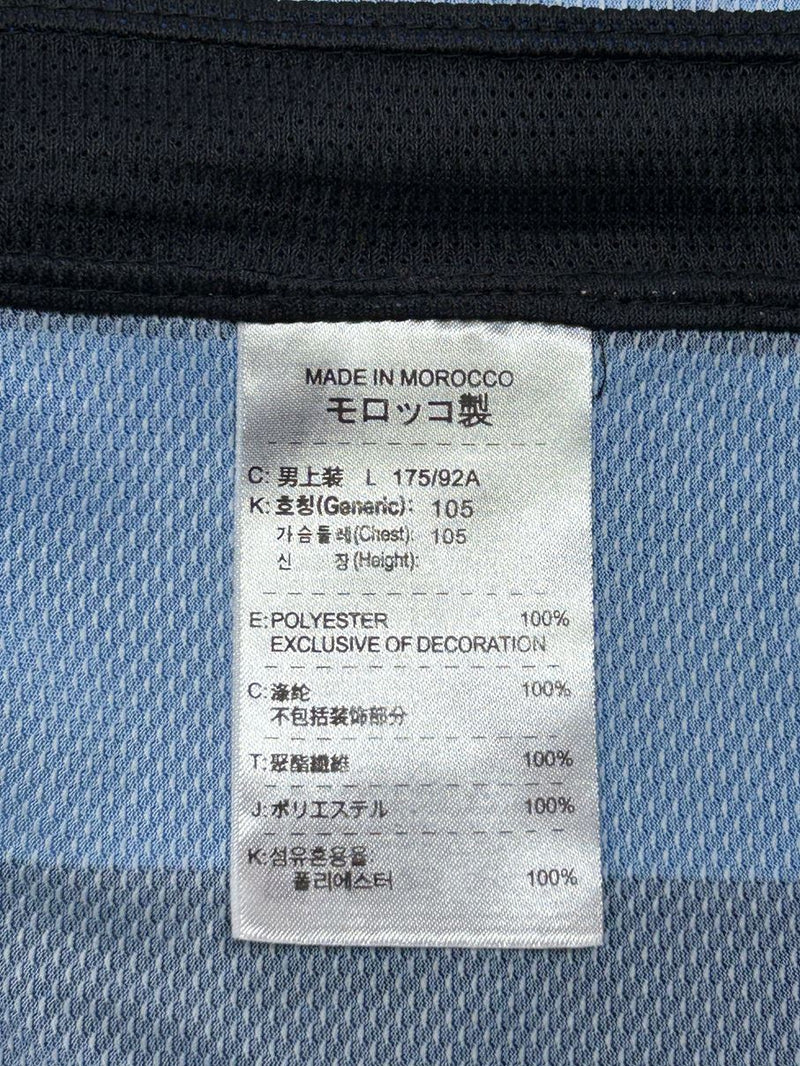 MADE IN MOROCCO
モロッコ製
C: 男上装 L 175/92A
K: 호칭(Generic): 105
가슴둘레(Chest): 105
신 장(Height):
E: POLYESTER 100%
EXCLUSIVE OF DECORATION
C: 涤纶 100%
不包括装饰部分
T: 聚酯纖維 100%
J: ポリエステル 100%
K: 섬유혼용율
폴리에스터 100%